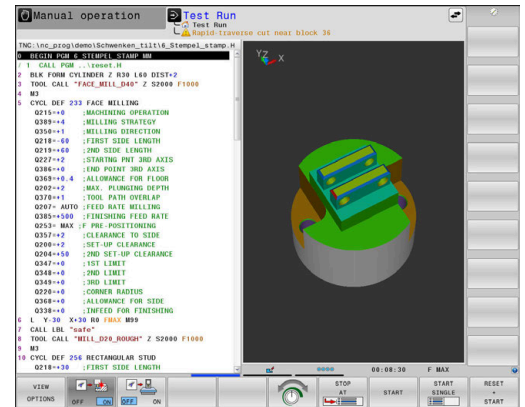 Manual operation
Test Run
Test Run
Rapid-traverse cut near block 36
TNC:\nc_prog\demo\Schwenken_tilt\6_Stempel_stamp.H
0 BEGIN PGM 6_STEMPEL_STAMP MM
/ 1 CALL PGM ..\reset.H
2 BLK FORM CYLINDER Z R30 L60 DIST+2
3 TOOL CALL "FACE_MILL_D40" Z S2000 F1000
4 M3
5 CYCL DEF 233 FACE MILLING
Q215=+0 ;MACHINING OPERATION
Q389=+4 ;MILLING STRATEGY
Q350=+1 ;MILLING DIRECTION
Q218=-60 ;FIRST SIDE LENGTH
Q219=+60 ;2ND SIDE LENGTH
Q227=+2 ;STARTNG PNT 3RD AXIS
Q386=+0 ;END POINT 3RD AXIS
Q369=+0.4 ;ALLOWANCE FOR FLOOR
Q202=+2 ;MAX. PLUNGING DEPTH
Q370=+1 ;TOOL PATH OVERLAP
Q207= AUTO ;FEED RATE MILLING
Q385=+500 ;FINISHING FEED RATE
Q253= MAX ;F PRE-POSITIONING
Q357=+2 ;CLEARANCE TO SIDE
Q200=+2 ;SET-UP CLEARANCE
Q204=+50 ;2ND SET-UP CLEARANCE
Q347=+0 ;1ST LIMIT
Q348=+0 ;2ND LIMIT
Q349=+0 ;3RD LIMIT
Q220=+0 ;CORNER RADIUS
Q368=+0 ;ALLOWANCE FOR SIDE
Q338=+0 ;INFEED FOR FINISHING
6 L Y-30 X+30 R0 FMAX M99
7 CALL LBL "safe"
8 TOOL CALL "MILL_D20_ROUGH" Z S2000 F1000
9 M3
10 CYCL DEF 256 RECTANGULAR STUD
Q218=+30 ;FIRST SIDE LENGTH
YZ X
00:08:30 F MAX
VIEW OPTIONS
OFF ON
OFF ON
STOP AT
START
START SINGLE
RESET + START